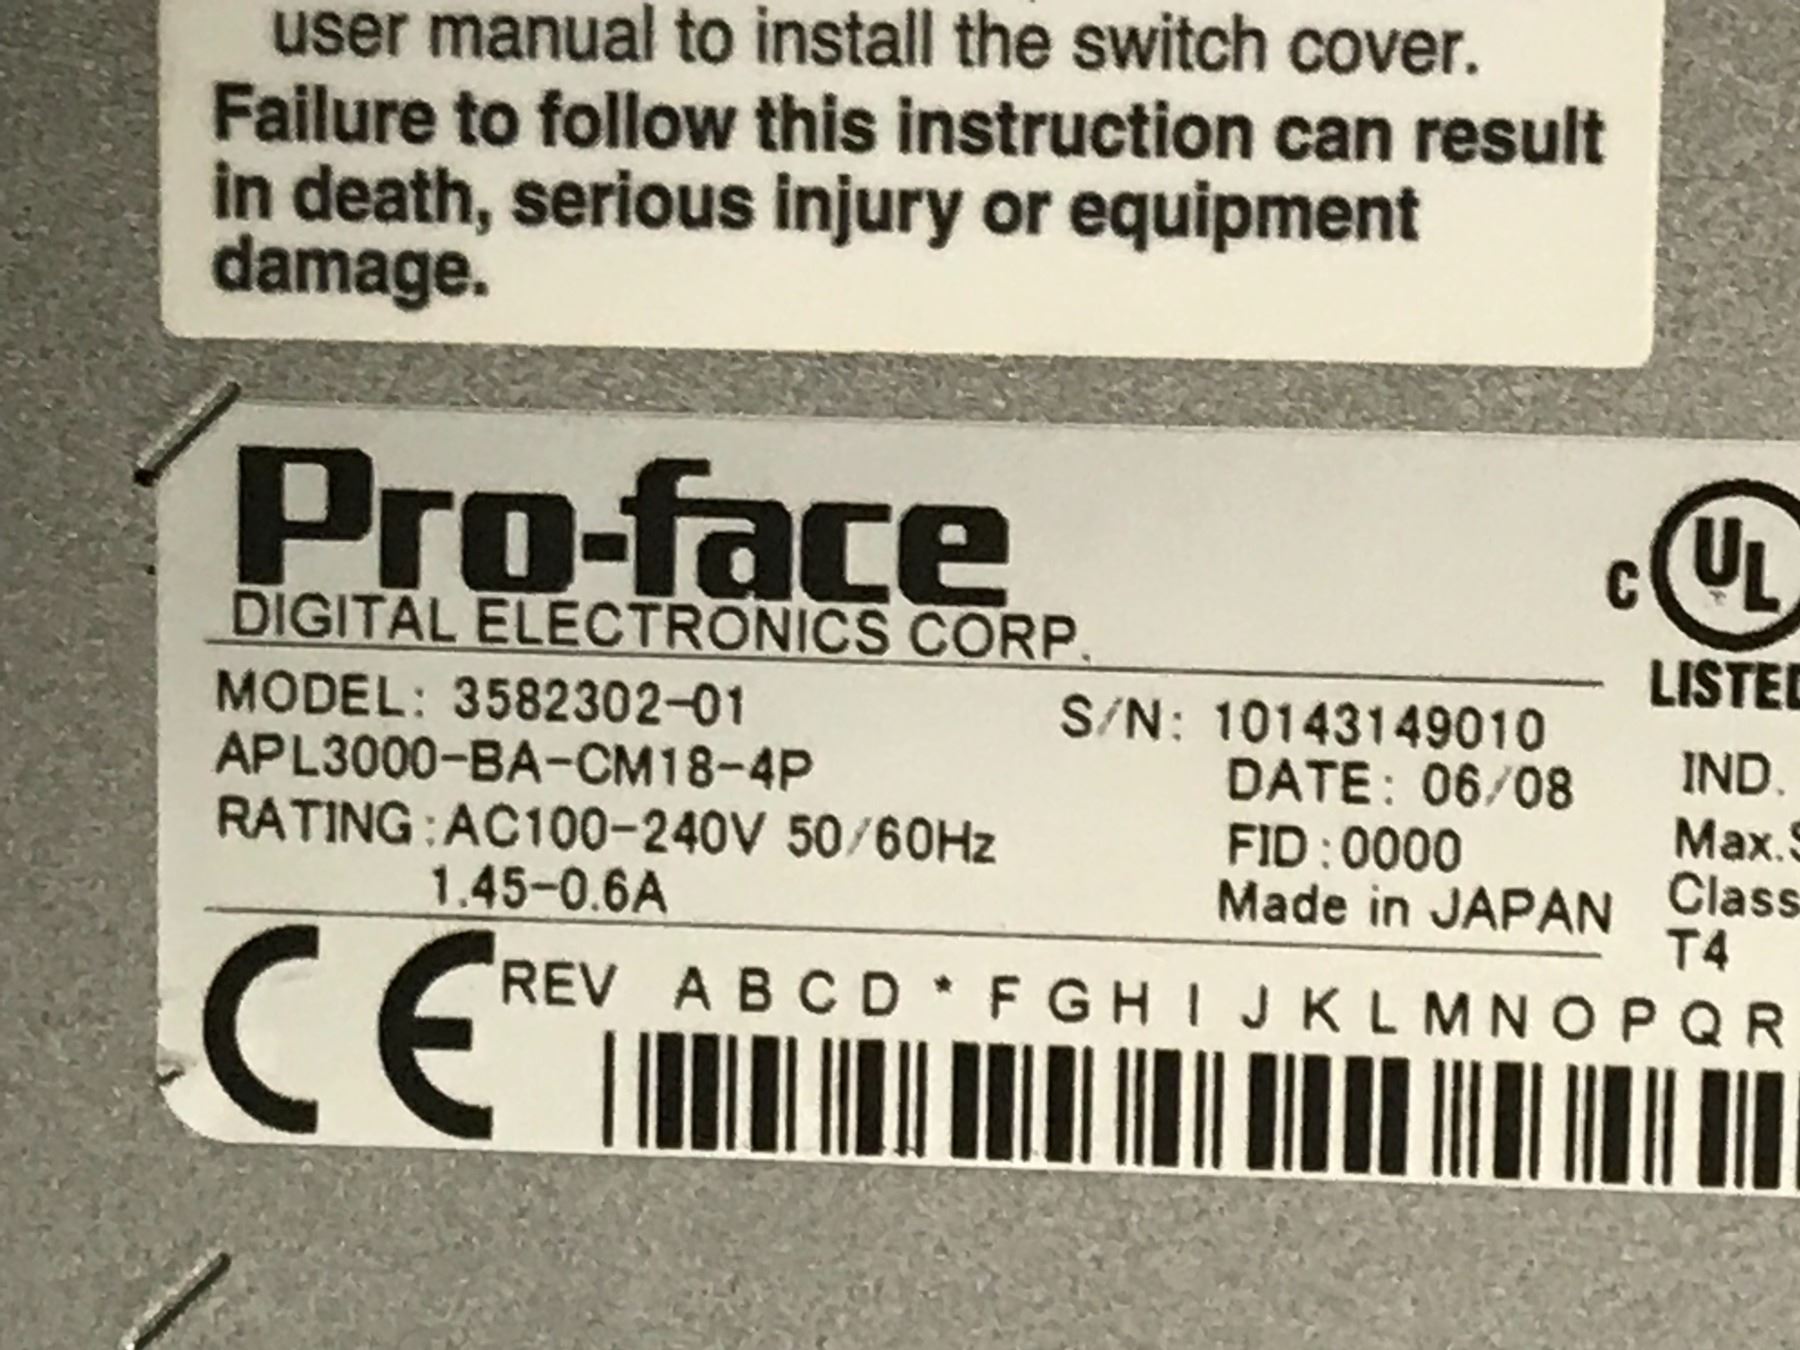 user manual to install the switch cover.
Failure to follow this instruction can result
in death, serious injury or equipment
damage.
Pro-face
DIGITAL ELECTRONICS CORP.
C UL
LISTED
MODEL: 3582302-01
APL3000-BA-CM18-4P
RATING:AC100-240V 50/60Hz
1.45-0.6A
S/N: 10143149010
DATE: 06/08
FID:0000
Made in JAPAN
IND.
Max.S
Class
T4
CE
REV A B C D * F G H I J K L M N O P Q R